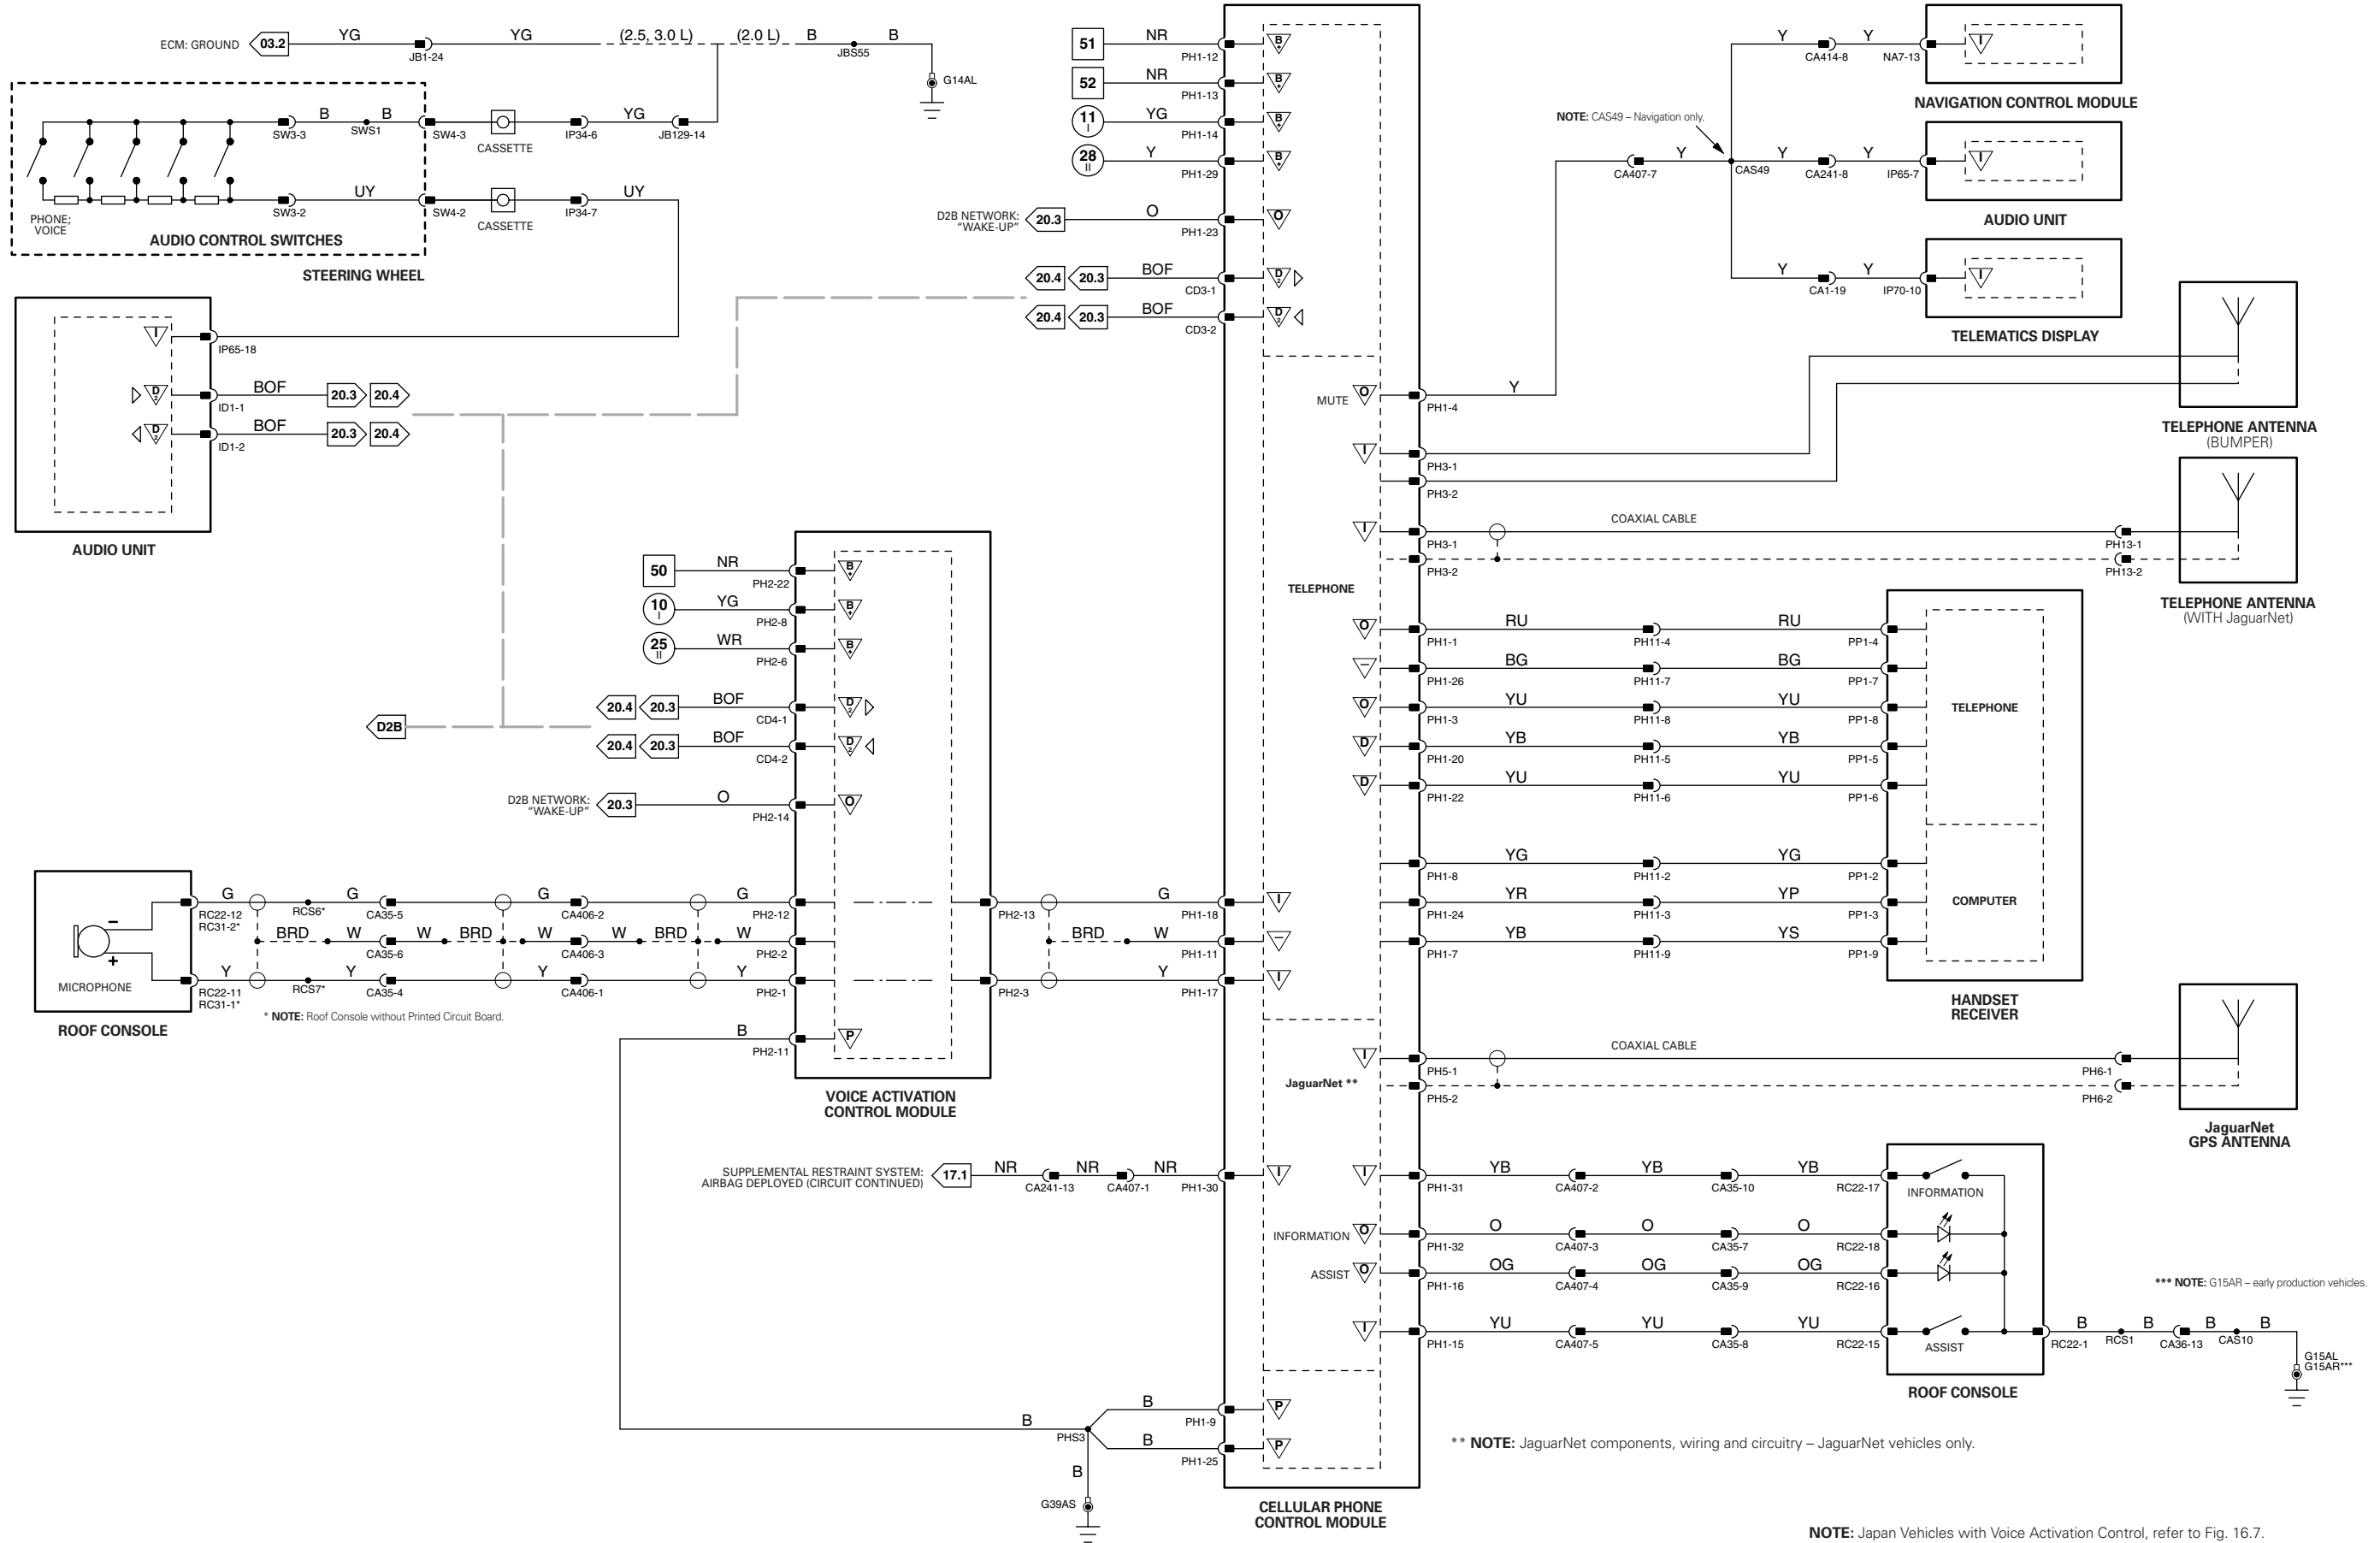 ECM: GROUND 03.2 YG JB1-24 YG (2.5, 3.0 L) (2.0 L) B JBS55 B G14AL
SW3-3 B SWS1 B SW4-3 CASSETTE IP34-6 YG JB129-14
SW3-2 UY SW4-2 CASSETTE IP34-7 UY
PHONE;
VOICE
AUDIO CONTROL SWITCHES
STEERING WHEEL
I IP65-18
D2 ID1-1 BOF 20.3 20.4
D2 ID1-2 BOF 20.3 20.4
AUDIO UNIT
51 NR PH1-12 B+
52 NR PH1-13 B+
11 I YG PH1-14 B+
28 II Y PH1-29 B+
D2B NETWORK:
"WAKE-UP" 20.3 O PH1-23 O
20.4 20.3 BOF CD3-1 D2
20.4 20.3 BOF CD3-2 D2
NOTE: CAS49 – Navigation only.
Y CA414-8 Y NA7-13 I
NAVIGATION CONTROL MODULE
CA407-7 Y CAS49 Y CA241-8 Y IP65-7 I
AUDIO UNIT
Y CA1-19 Y IP70-10 I
TELEMATICS DISPLAY
MUTE O PH1-4 Y
I PH3-1
PH3-2
TELEPHONE ANTENNA
(BUMPER)
I PH3-1 COAXIAL CABLE PH13-1
PH3-2 PH13-2
TELEPHONE ANTENNA
(WITH JaguarNet)
TELEPHONE
O PH1-1 RU PH11-4 RU PP1-4
– PH1-26 BG PH11-7 BG PP1-7
O PH1-3 YU PH11-8 YU PP1-8
TELEPHONE
D PH1-20 YB PH11-5 YB PP1-5
D PH1-22 YU PH11-6 YU PP1-6
PH1-8 YG PH11-2 YG PP1-2
PH1-24 YR PH11-3 YP PP1-3
COMPUTER
PH1-7 YB PH11-9 YS PP1-9
HANDSET
RECEIVER
50 NR PH2-22 B+
10 I YG PH2-8 B+
25 II WR PH2-6 B+
20.4 20.3 BOF CD4-1 D2
D2B
20.4 20.3 BOF CD4-2 D2
D2B NETWORK:
"WAKE-UP" 20.3 O PH2-14 O
RC22-12
RC31-2*
G RCS6* G CA35-5 G CA406-2 G PH2-12 PH2-13 G PH1-18 I
– BRD W CA35-6 W BRD W CA406-3 W BRD W PH2-2 BRD W PH1-11 –
+ MICROPHONE
RC22-11
RC31-1*
Y RCS7* Y CA35-4 Y CA406-1 Y PH2-1 PH2-3 Y PH1-17 I
ROOF CONSOLE
* NOTE: Roof Console without Printed Circuit Board.
B PH2-11 P
VOICE ACTIVATION
CONTROL MODULE
JaguarNet **
I PH5-1 COAXIAL CABLE PH6-1
PH5-2 PH6-2
JaguarNet
GPS ANTENNA
SUPPLEMENTAL RESTRAINT SYSTEM:
AIRBAG DEPLOYED (CIRCUIT CONTINUED) 17.1 NR CA241-13 NR CA407-1 NR PH1-30 I
I PH1-31 YB CA407-2 YB CA35-10 YB RC22-17 INFORMATION
INFORMATION O PH1-32 O CA407-3 O CA35-7 O RC22-18
ASSIST O PH1-16 OG CA407-4 OG CA35-9 OG RC22-16
*** NOTE: G15AR – early production vehicles.
I PH1-15 YU CA407-5 YU CA35-8 YU RC22-15 ASSIST RC22-1 B RCS1 B CA36-13 B CAS10 B
G15AL
G15AR***
ROOF CONSOLE
B PHS3 B PH1-9 P
B PH1-25 P
B G39AS
CELLULAR PHONE
CONTROL MODULE
** NOTE: JaguarNet components, wiring and circuitry – JaguarNet vehicles only.
NOTE: Japan Vehicles with Voice Activation Control, refer to Fig. 16.7.